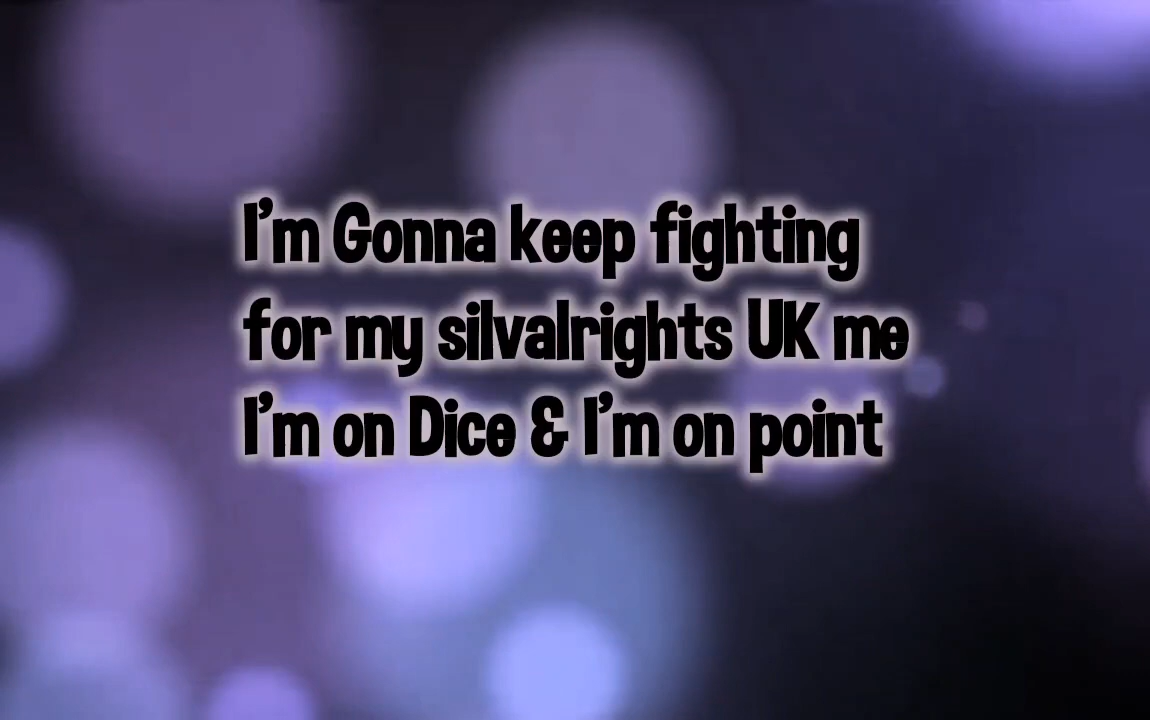 I'm Gonna keep fighting
for my silvalrights UK me
I'm on Dice & I'm on point